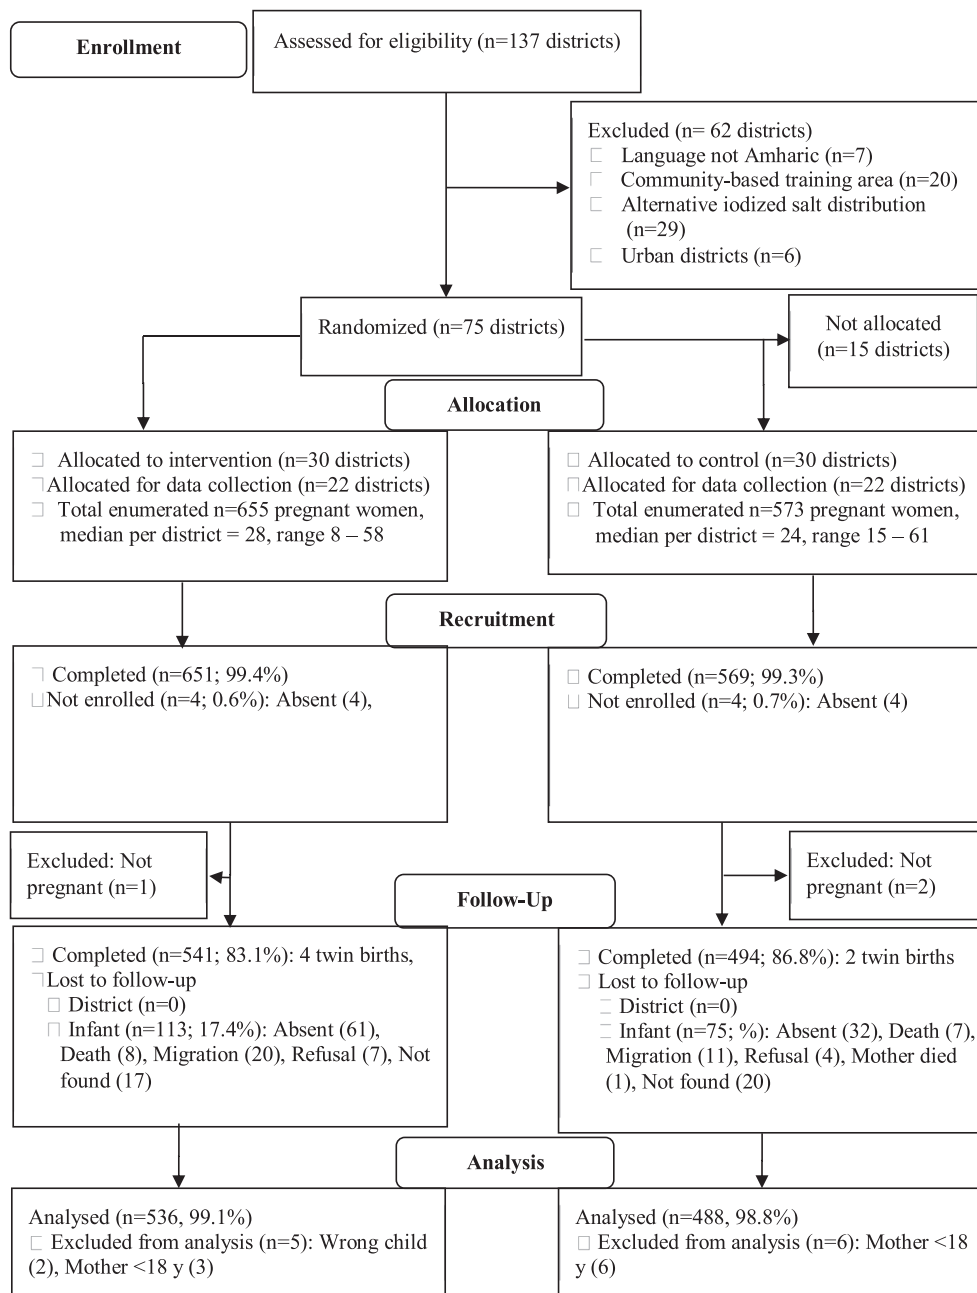 Enrollment
Assessed for eligibility (n=137 districts)
Excluded (n= 62 districts)
Language not Amharic (n=7)
Community-based training area (n=20)
Alternative iodized salt distribution
(n=29)
Urban districts (n=6)
Randomized (n=75 districts)
Not allocated
(n=15 districts)
Allocation
Allocated to intervention (n=30 districts)
Allocated for data collection (n=22 districts)
Total enumerated n=655 pregnant women,
median per district = 28, range 8 – 58
Allocated to control (n=30 districts)
Allocated for data collection (n=22 districts)
Total enumerated n=573 pregnant women,
median per district = 24, range 15 – 61
Recruitment
Completed (n=651; 99.4%)
Not enrolled (n=4; 0.6%): Absent (4),
Completed (n=569; 99.3%)
Not enrolled (n=4; 0.7%): Absent (4)
Excluded: Not
pregnant (n=1)
Excluded: Not
pregnant (n=2)
Follow-Up
Completed (n=541; 83.1%): 4 twin births,
Lost to follow-up
District (n=0)
Infant (n=113; 17.4%): Absent (61),
Death (8), Migration (20), Refusal (7), Not
found (17)
Completed (n=494; 86.8%): 2 twin births
Lost to follow-up
District (n=0)
Infant (n=75; %): Absent (32), Death (7),
Migration (11), Refusal (4), Mother died
(1), Not found (20)
Analysis
Analysed (n=536, 99.1%)
Excluded from analysis (n=5): Wrong child
(2), Mother <18 y (3)
Analysed (n=488, 98.8%)
Excluded from analysis (n=6): Mother <18
y (6)